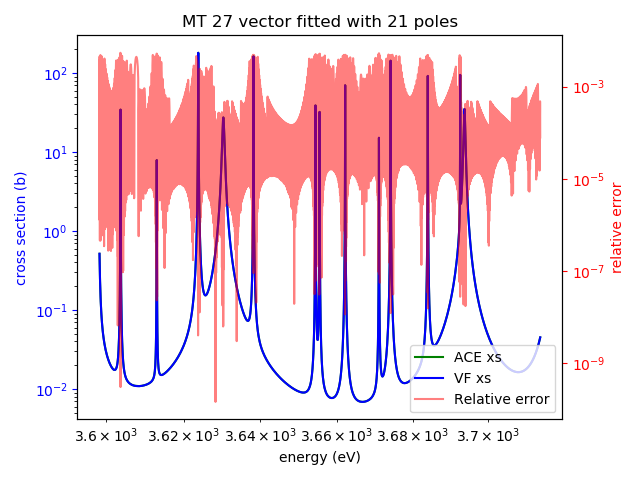 MT 27 vector fitted with 21 poles
10²
10¹
10⁰
10⁻¹
10⁻²
cross section (b)
10⁻³
10⁻⁵
10⁻⁷
10⁻⁹
relative error
ACE xs
VF xs
Relative error
3.6 × 10³ 3.62 × 10³ 3.64 × 10³ 3.66 × 10³ 3.68 × 10³ 3.7 × 10³
energy (eV)